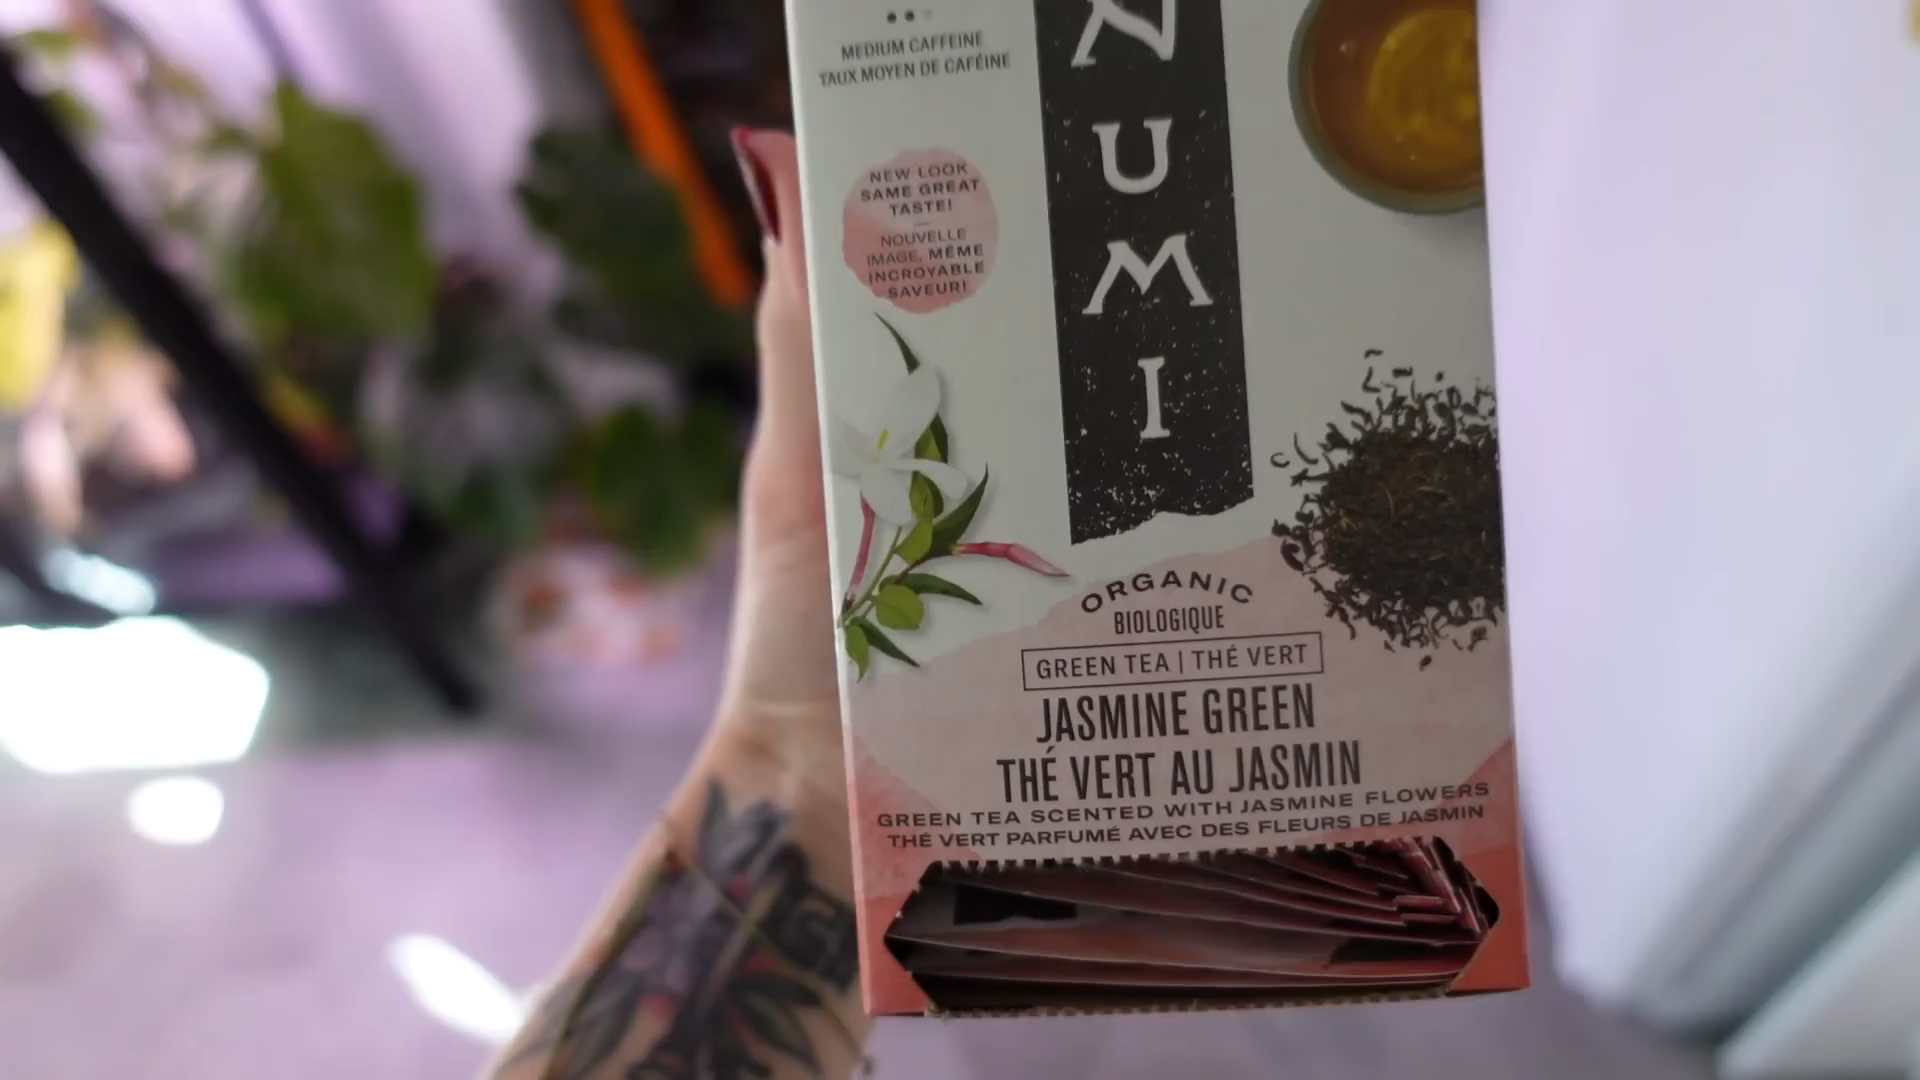 MEDIUM CAFFEINE
TAUX MOYEN DE CAFÉINE
NUMI
NEW LOOK
SAME GREAT
TASTE!
NOUVELLE
IMAGE, MÊME
INCROYABLE
SAVEUR!
ORGANIC
BIOLOGIQUE
GREEN TEA | THÉ VERT
JASMINE GREEN
THÉ VERT AU JASMIN
GREEN TEA SCENTED WITH JASMINE FLOWERS
THÉ VERT PARFUMÉ AVEC DES FLEURS DE JASMIN